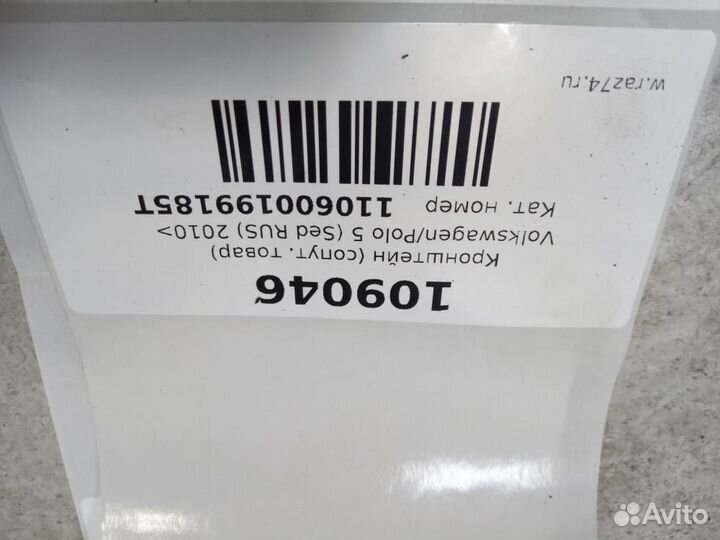 109046
Кронштейн (сопут. товар)
Volkswagen/Polo 5 (Sed RUS) 2010>
Кат. номер 110600199185T
w.raz74.ru
Avito